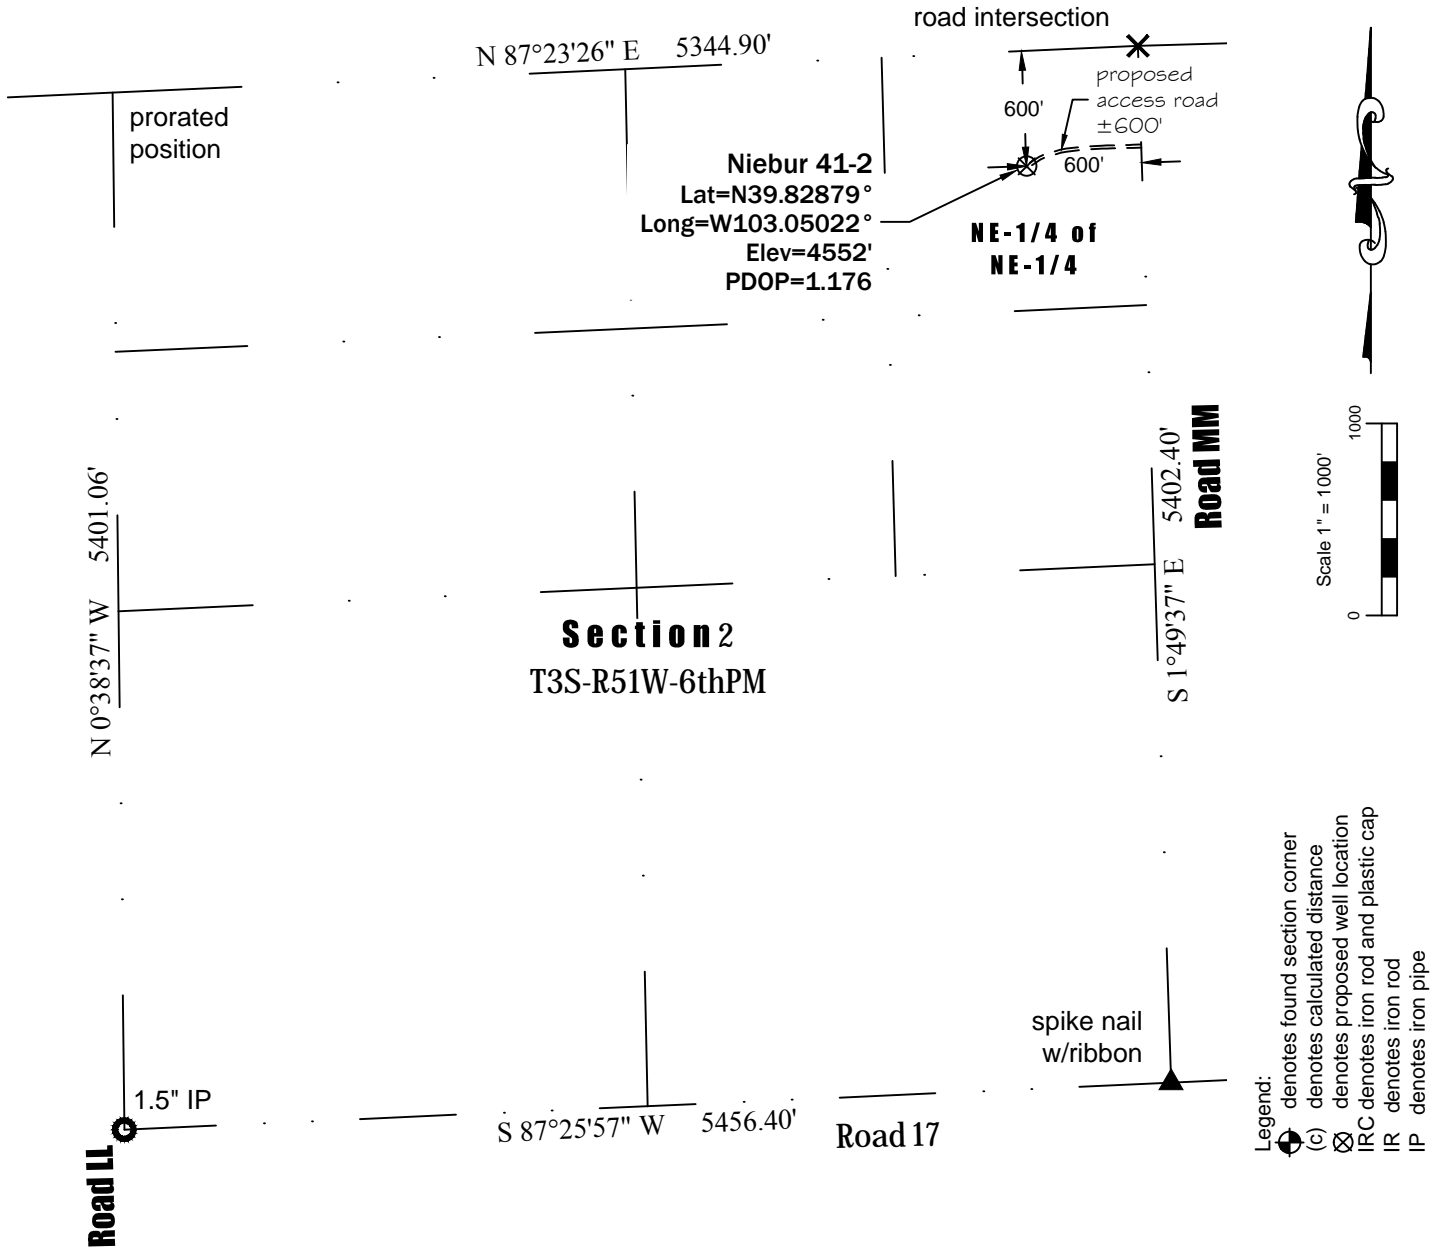 road intersection
N 87°23'26" E 5344.90'
prorated
position
600'
proposed
access road
±600'
600'
Niebur 41-2
Lat=N39.82879°
Long=W103.05022°
Elev=4552'
PDOP=1.176
NE-1/4 of
NE-1/4
N 0°38'37" W 5401.06'
S 1°49'37" E 5402.40'
Road MM
Scale 1" = 1000'
0 1000
Section 2
T3S-R51W-6thPM
spike nail
w/ribbon
1.5" IP
S 87°25'57" W 5456.40'
Road 17
Road LL
Legend:
denotes found section corner
(c) denotes calculated distance
denotes proposed well location
IRC denotes iron rod and plastic cap
IR denotes iron rod
IP denotes iron pipe